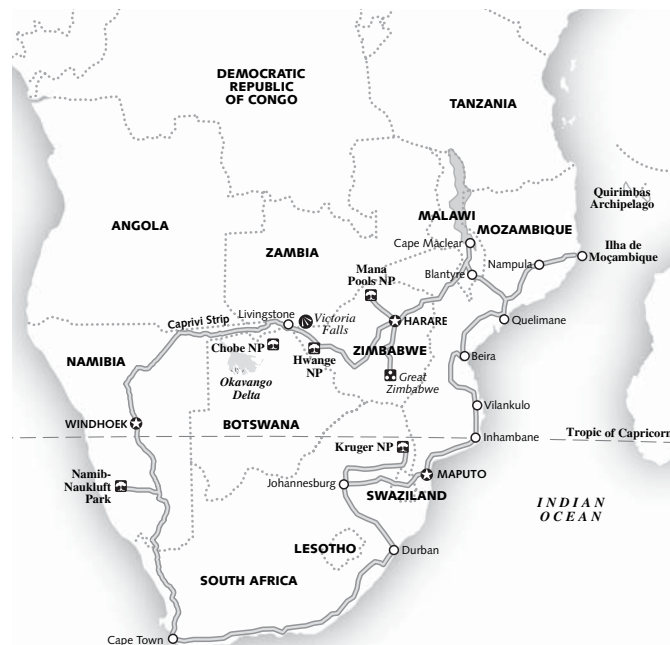 DEMOCRATIC
REPUBLIC
OF CONGO
TANZANIA
Quirimbas
Archipelago
ANGOLA
MALAWI
MOZAMBIQUE
Cape Maclear
Ilha de
Moçambique
ZAMBIA
Nampula
Mana
Pools NP
Blantyre
Livingstone
Victoria
Falls
Caprivi Strip
HARARE
Quelimane
Chobe NP
ZIMBABWE
Hwange
NP
Beira
NAMIBIA
Okavango
Delta
Great
Zimbabwe
Vilankulo
WINDHOEK
BOTSWANA
Tropic of Capricorn
Inhambane
Kruger NP
Namib-
Naukluft
Park
MAPUTO
Johannesburg
SWAZILAND
INDIAN
OCEAN
LESOTHO
Durban
SOUTH AFRICA
Cape Town